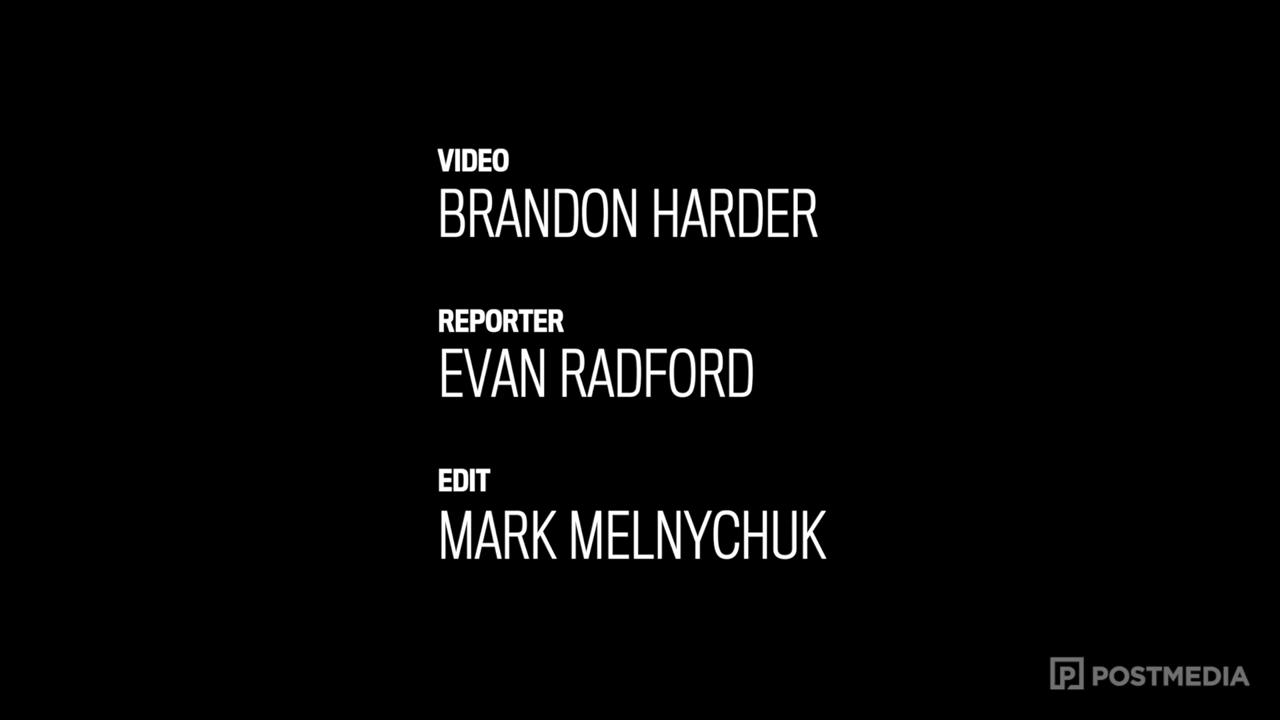 VIDEO
BRANDON HARDER
REPORTER
EVAN RADFORD
EDIT
MARK MELNYCHUK
P POSTMEDIA